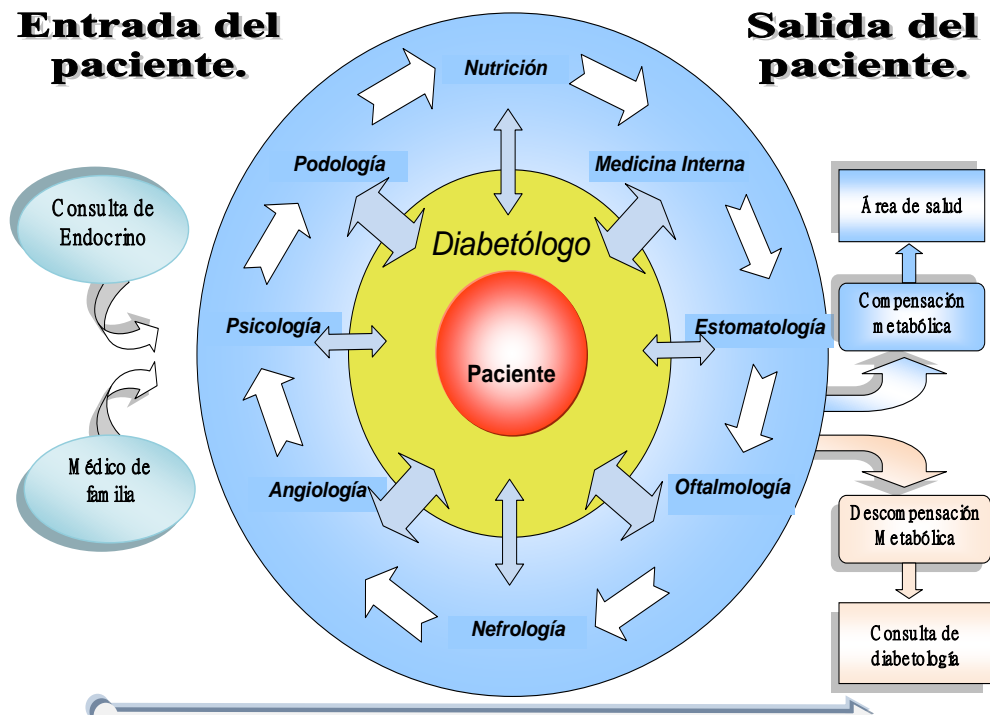 Entrada del
paciente.
Salida del
paciente.
Nutrición
Podología
Medicina Interna
Consulta de
Endocrino
Área de salud
Diabetólogo
Compensación
metabólica
Psicología
Estomatología
Paciente
Médico de
familia
Angiología
Oftalmología
Descompensación
Metabólica
Nefrología
Consulta de
diabetología